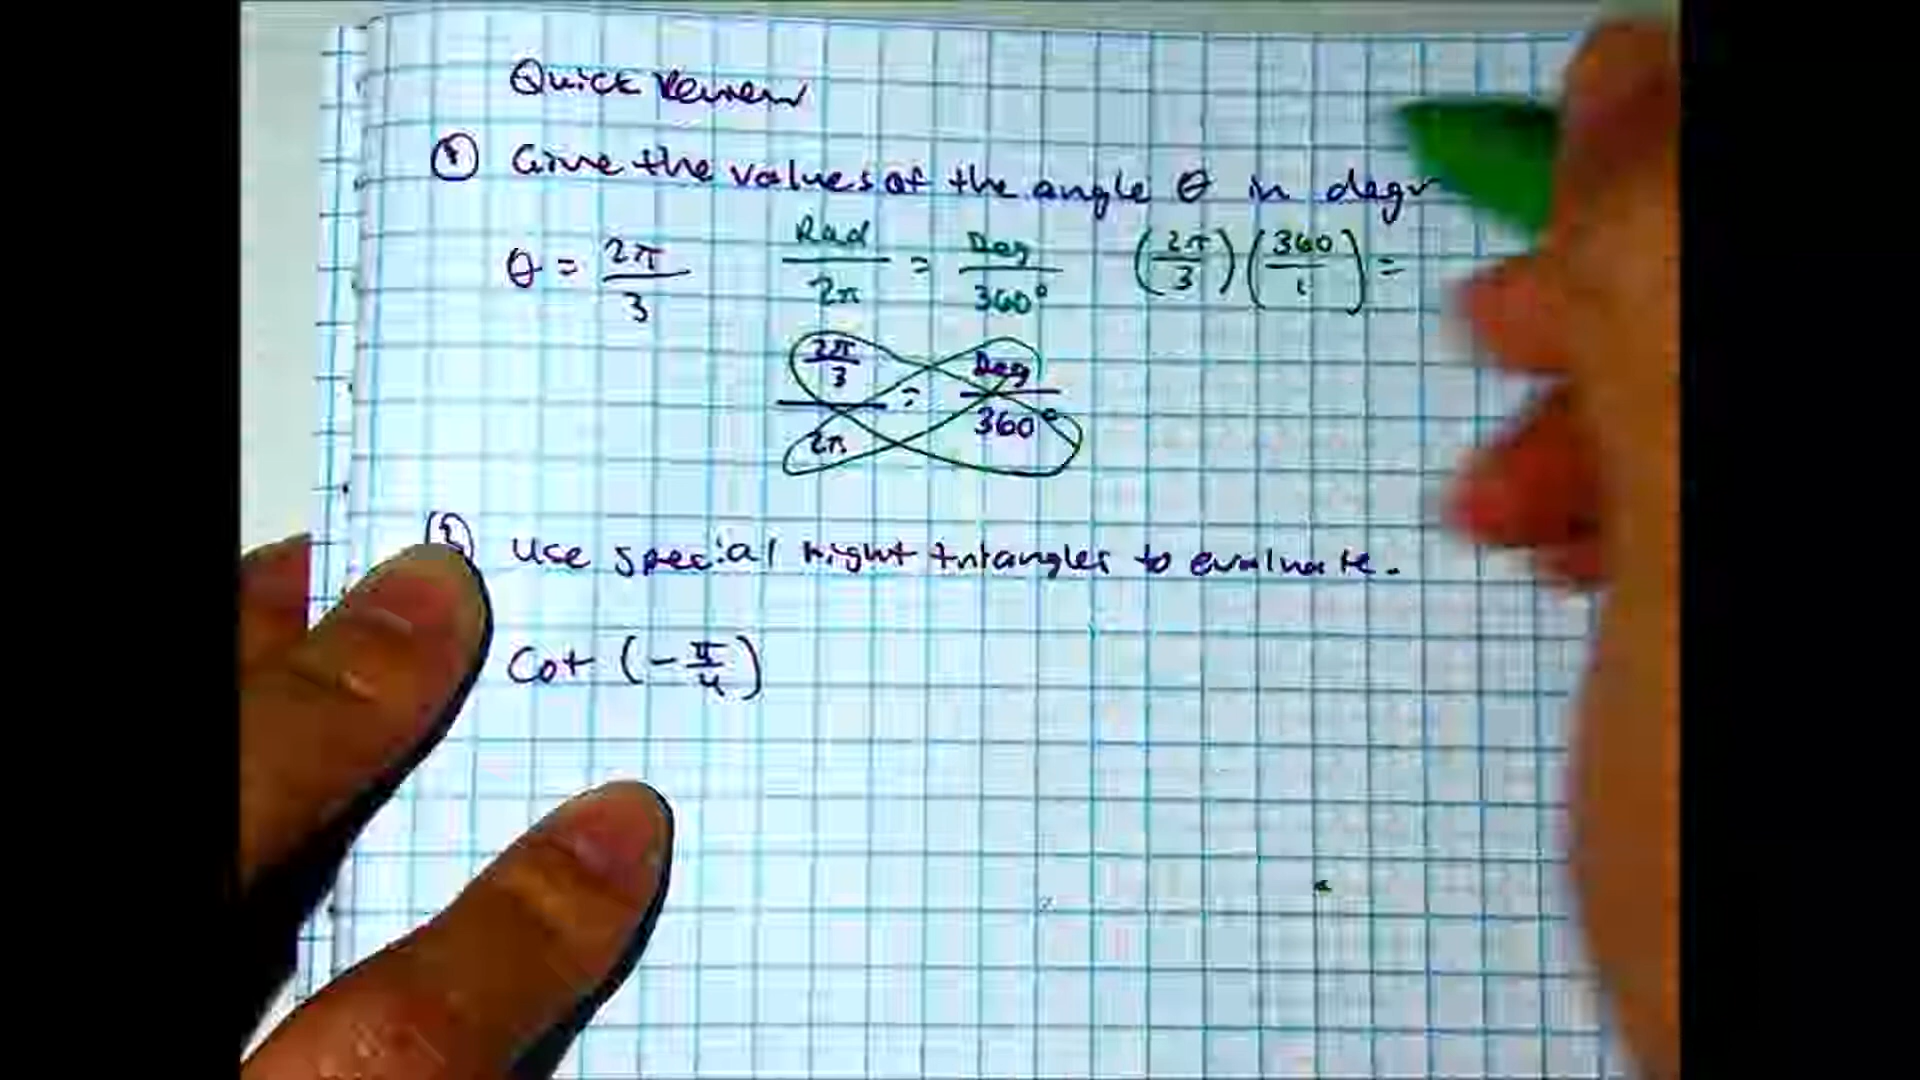 Quick Review
① Give the values of the angle θ in degr
θ = 2π/3 Rad/2π = Deg/360° (2π/3)(360/1) =
(2π/3)/2π = Deg/360°
② Use special right triangles to evaluate.
Cot (-π/4)